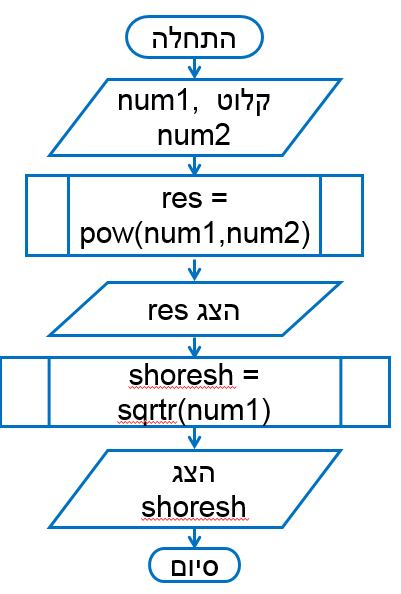 התחלה
קלוט num1,
num2
res =
pow(num1,num2)
הצג res
shoresh =
sqrtr(num1)
הצג
shoresh
סיום